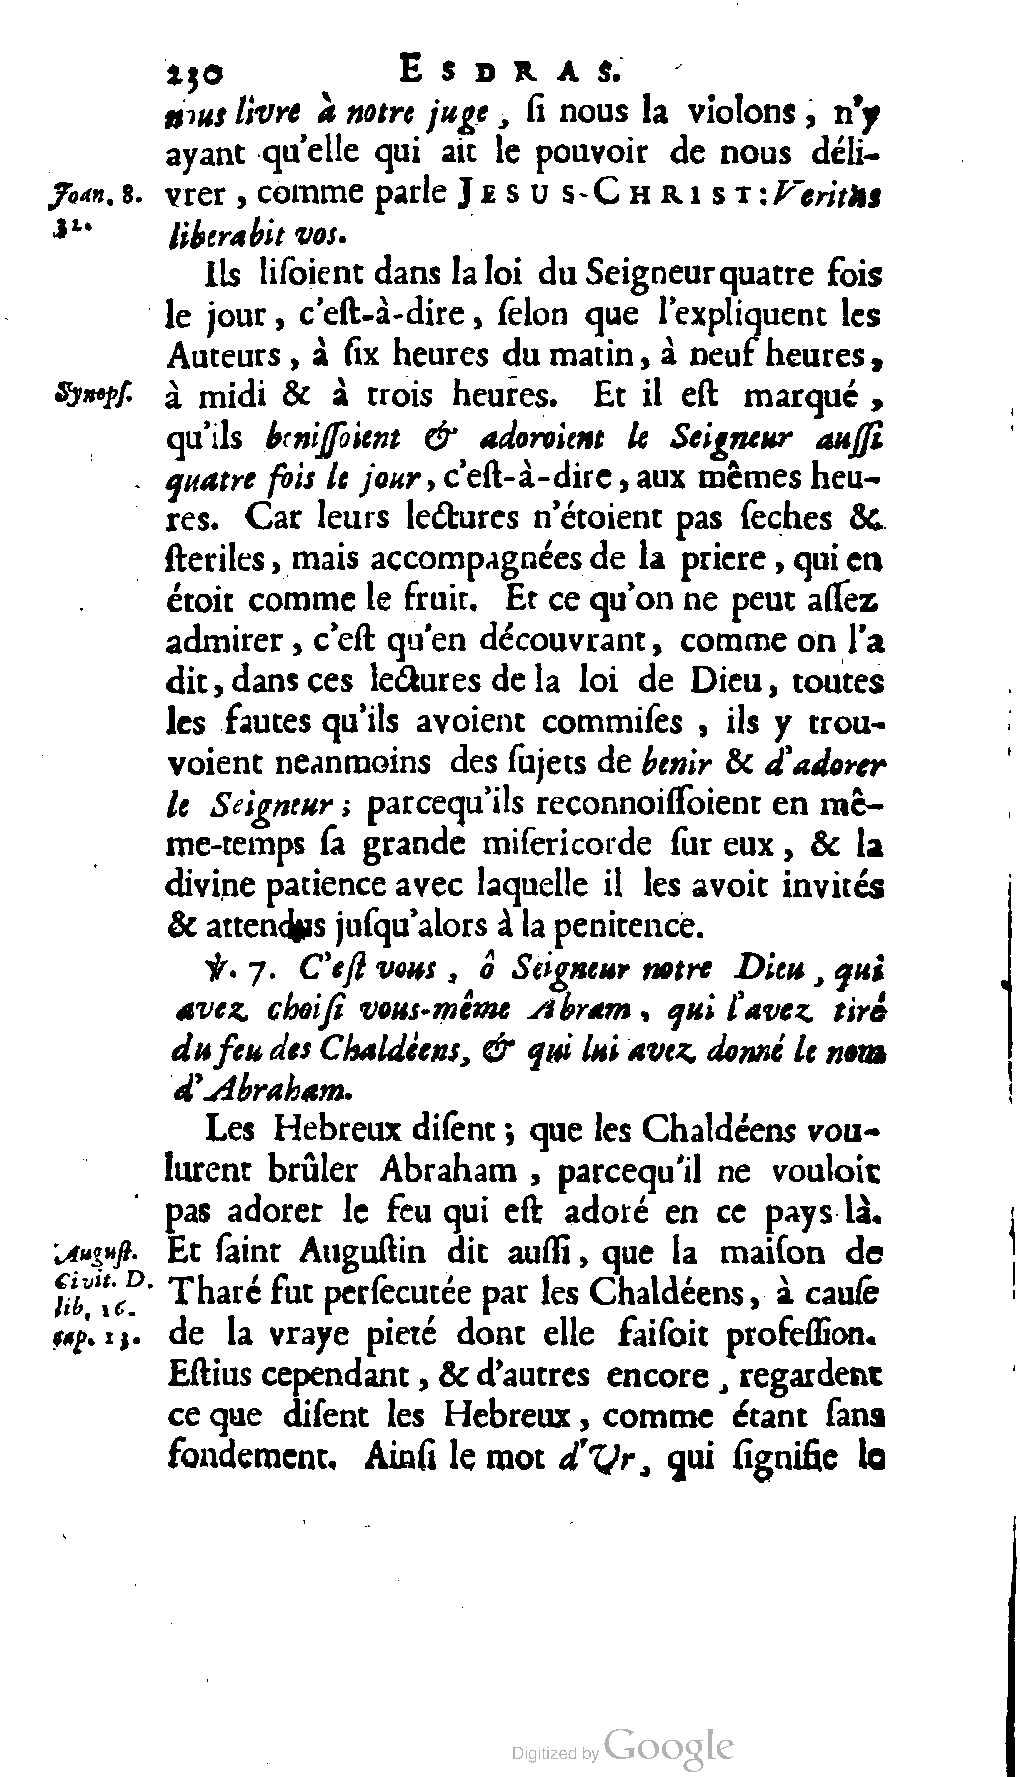 230 ESDRAS.
nous livre à notre juge, ſi nous la violons, n'y
ayant qu'elle qui ait le pouvoir de nous déli-
Joan. 8. vrer, comme parle JESUS-CHRIST: Veritas
32. liberabit vos.
Ils liſoient dans la loi du Seigneur quatre fois
le jour, c'eſt-à-dire, ſelon que l'expliquent les
Auteurs, à ſix heures du matin, à neuf heures,
Synopſ. à midi & à trois heures. Et il eſt marqué,
qu'ils beniſſoient & adoroient le Seigneur auſſi
quatre fois le jour, c'eſt-à-dire, aux mêmes heu-
res. Car leurs lectures n'étoient pas ſeches &
ſteriles, mais accompagnées de la priere, qui en
étoit comme le fruit. Et ce qu'on ne peut aſſez
admirer, c'eſt qu'en découvrant, comme on l'a
dit, dans ces lectures de la loi de Dieu, toutes
les fautes qu'ils avoient commiſes, ils y trou-
voient neanmoins des ſujets de benir & d'adorer
le Seigneur; parcequ'ils reconnoiſſoient en mê-
me-temps ſa grande miſericorde ſur eux, & la
divine patience avec laquelle il les avoit invités
& attendus juſqu'alors à la penitence.
℣. 7. C'eſt vous, ô Seigneur notre Dieu, qui
avez choiſi vous-même Abram, qui l'avez tiré
du feu des Chaldéens, & qui lui avez donné le nom
d'Abraham.
Les Hebreux diſent; que les Chaldéens vou-
lurent brûler Abraham, parcequ'il ne vouloit
pas adorer le feu qui eſt adoré en ce pays là.
Auguſt. Et ſaint Auguſtin dit auſſi, que la maiſon de
Civit. D.
lib. 16. Tharé fut perſecutée par les Chaldéens, à cauſe
cap. 13. de la vraye pieté dont elle faiſoit profeſſion.
Eſtius cependant, & d'autres encore, regardent
ce que diſent les Hebreux, comme étant ſans
fondement. Ainſi le mot d'Ur, qui ſignifie le
Digitized by Google